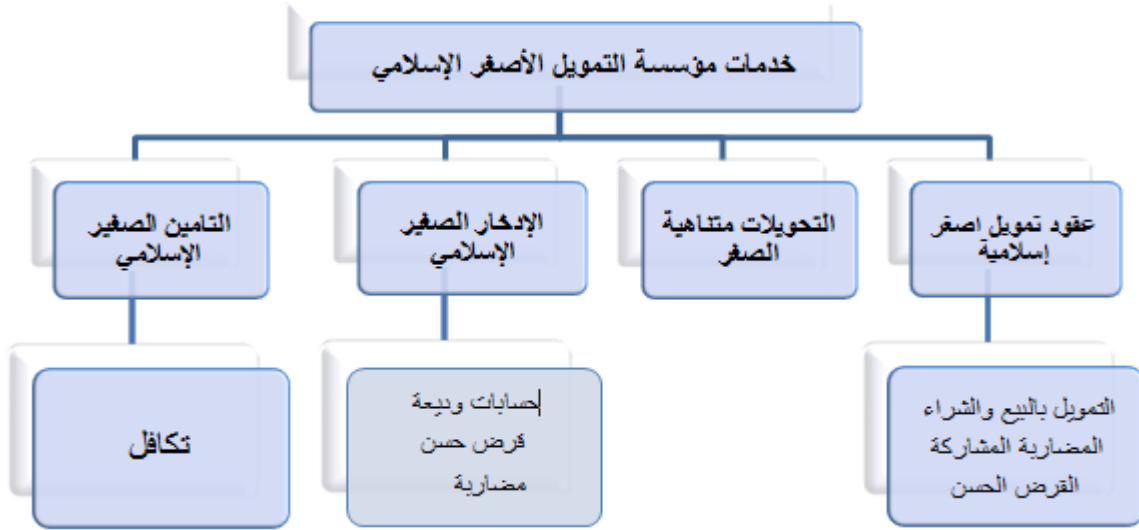 خدمات مؤسسة التمويل الأصغر الإسلامي
عقود تمويل اصغر
إسلامية
التحويلات متناهية
الصغر
الإدخار الصغير
الإسلامي
التامين الصغير
الإسلامي
التمويل بالبيع والشراء
المضاربة المشاركة
القرض الحسن
حسابات وديعة
قرض حسن
مضاربة
تكافل